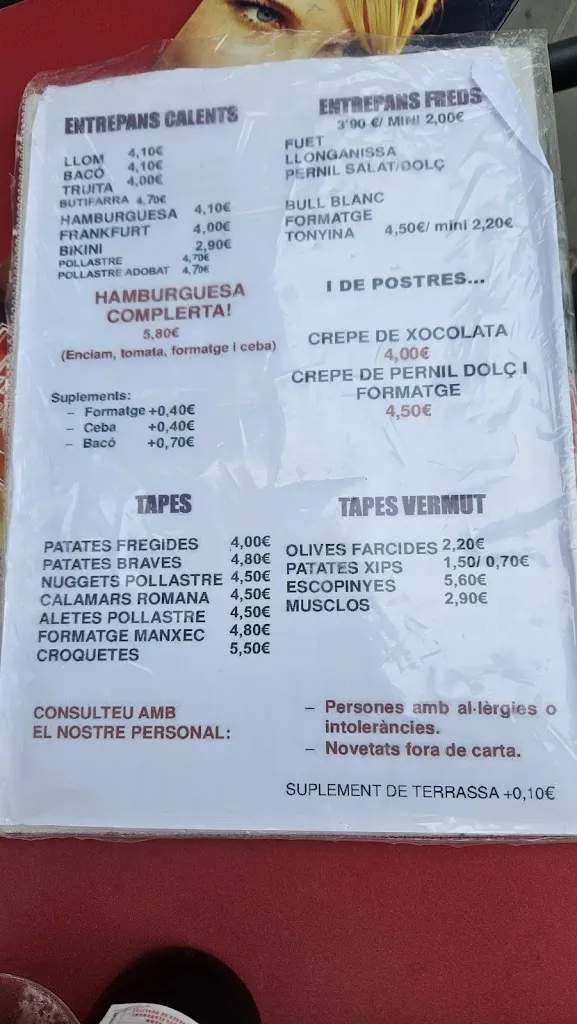 ENTREPANS CALENTS
LLOM 4,10€
BACÓ 4,10€
TRUITA 4,00€
BUTIFARRA 4,70€
HAMBURGUESA 4,10€
FRANKFURT 4,00€
BIKINI 2,90€
POLLASTRE 4,70€
POLLASTRE ADOBAT 4,70€
HAMBURGUESA
COMPLERTA!
5,80€
(Enciam, tomata, formatge i ceba)
Suplements:
– Formatge +0,40€
– Ceba +0,40€
– Bacó +0,70€
ENTREPANS FREDS
3'90 €/ MINI 2,00€
FUET
LLONGANISSA
PERNIL SALAT/DOLÇ
BULL BLANC
FORMATGE
TONYINA 4,50€/ mini 2,20€
I DE POSTRES...
CREPE DE XOCOLATA
4,00€
CREPE DE PERNIL DOLÇ I
FORMATGE
4,50€
TAPES
PATATES FREGIDES 4,00€
PATATES BRAVES 4,80€
NUGGETS POLLASTRE 4,50€
CALAMARS ROMANA 4,50€
ALETES POLLASTRE 4,50€
FORMATGE MANXEC 4,80€
CROQUETES 5,50€
TAPES VERMUT
OLIVES FARCIDES 2,20€
PATATES XIPS 1,50/ 0,70€
ESCOPINYES 5,60€
MUSCLOS 2,90€
CONSULTEU AMB
EL NOSTRE PERSONAL:
– Persones amb al·lèrgies o
intoleràncies.
– Novetats fora de carta.
SUPLEMENT DE TERRASSA +0,10€